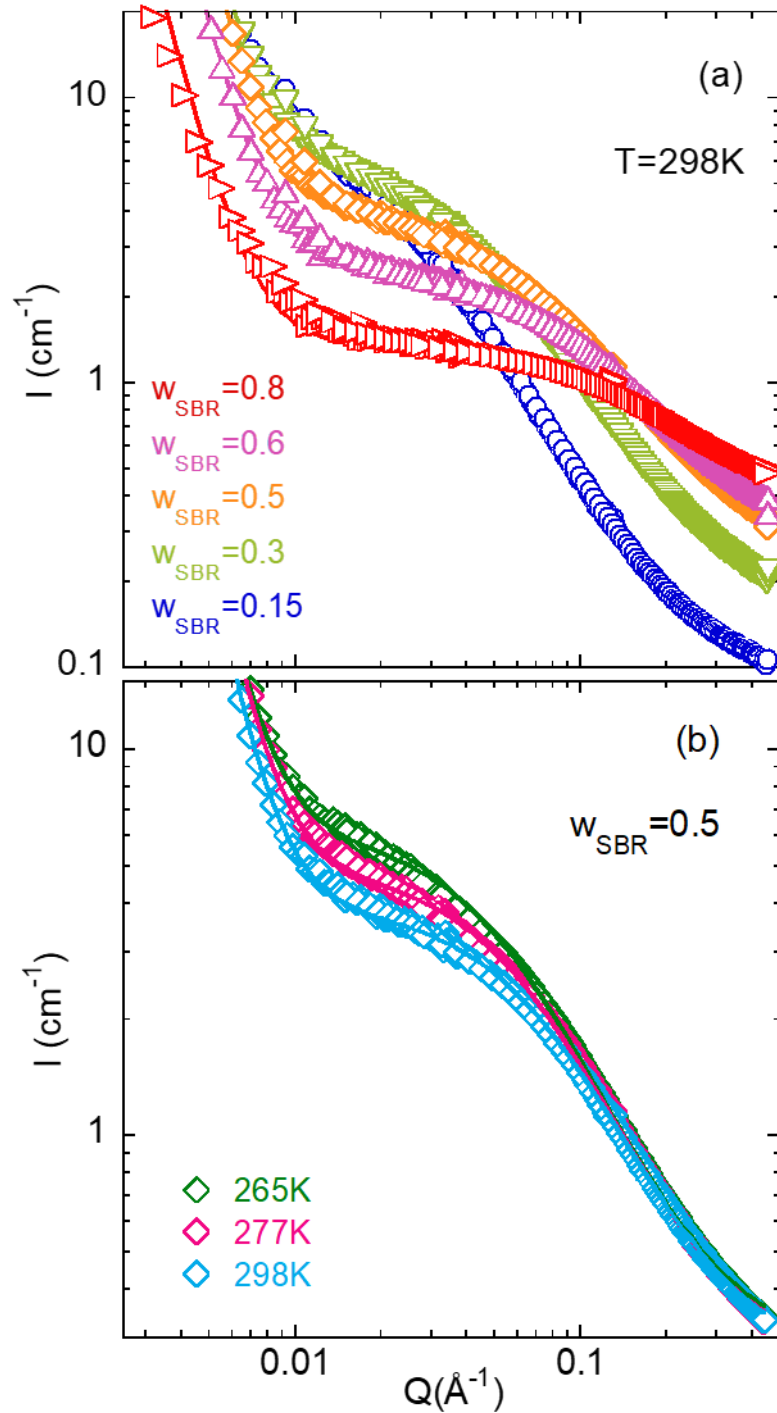 (a)
10
T=298K
I (cm⁻¹)
1
w_SBR=0.8
w_SBR=0.6
w_SBR=0.5
w_SBR=0.3
w_SBR=0.15
0.1
(b)
10
w_SBR=0.5
I (cm⁻¹)
1
265K
277K
298K
0.01 0.1
Q(Å⁻¹)